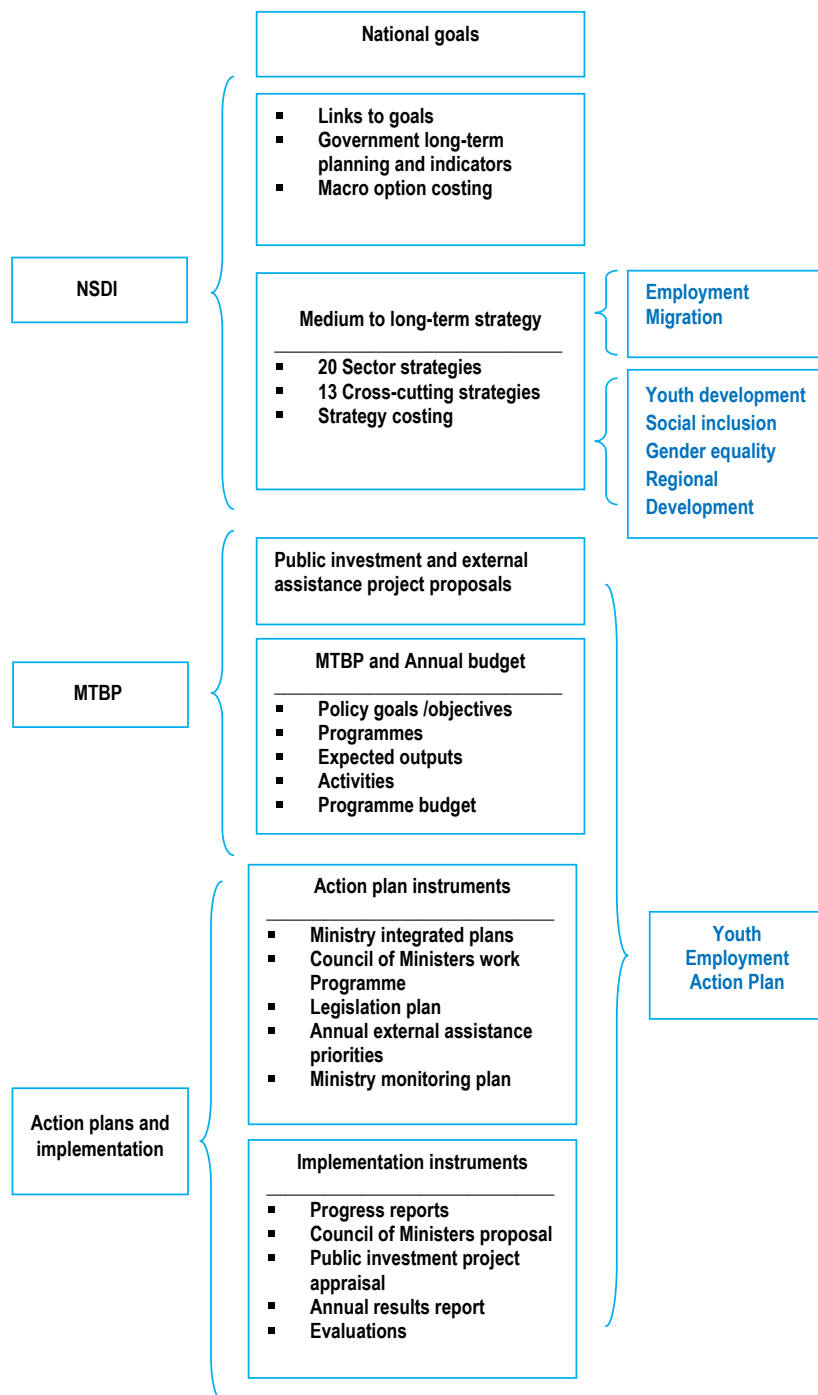 National goals
▪ Links to goals
▪ Government long-term
planning and indicators
▪ Macro option costing
NSDI
Medium to long-term strategy
▪ 20 Sector strategies
▪ 13 Cross-cutting strategies
▪ Strategy costing
Employment
Migration
Youth development
Social inclusion
Gender equality
Regional
Development
Public investment and external
assistance project proposals
MTBP
MTBP and Annual budget
▪ Policy goals /objectives
▪ Programmes
▪ Expected outputs
▪ Activities
▪ Programme budget
Action plan instruments
▪ Ministry integrated plans
▪ Council of Ministers work
Programme
▪ Legislation plan
▪ Annual external assistance
priorities
▪ Ministry monitoring plan
Youth
Employment
Action Plan
Action plans and
implementation
Implementation instruments
▪ Progress reports
▪ Council of Ministers proposal
▪ Public investment project
appraisal
▪ Annual results report
▪ Evaluations